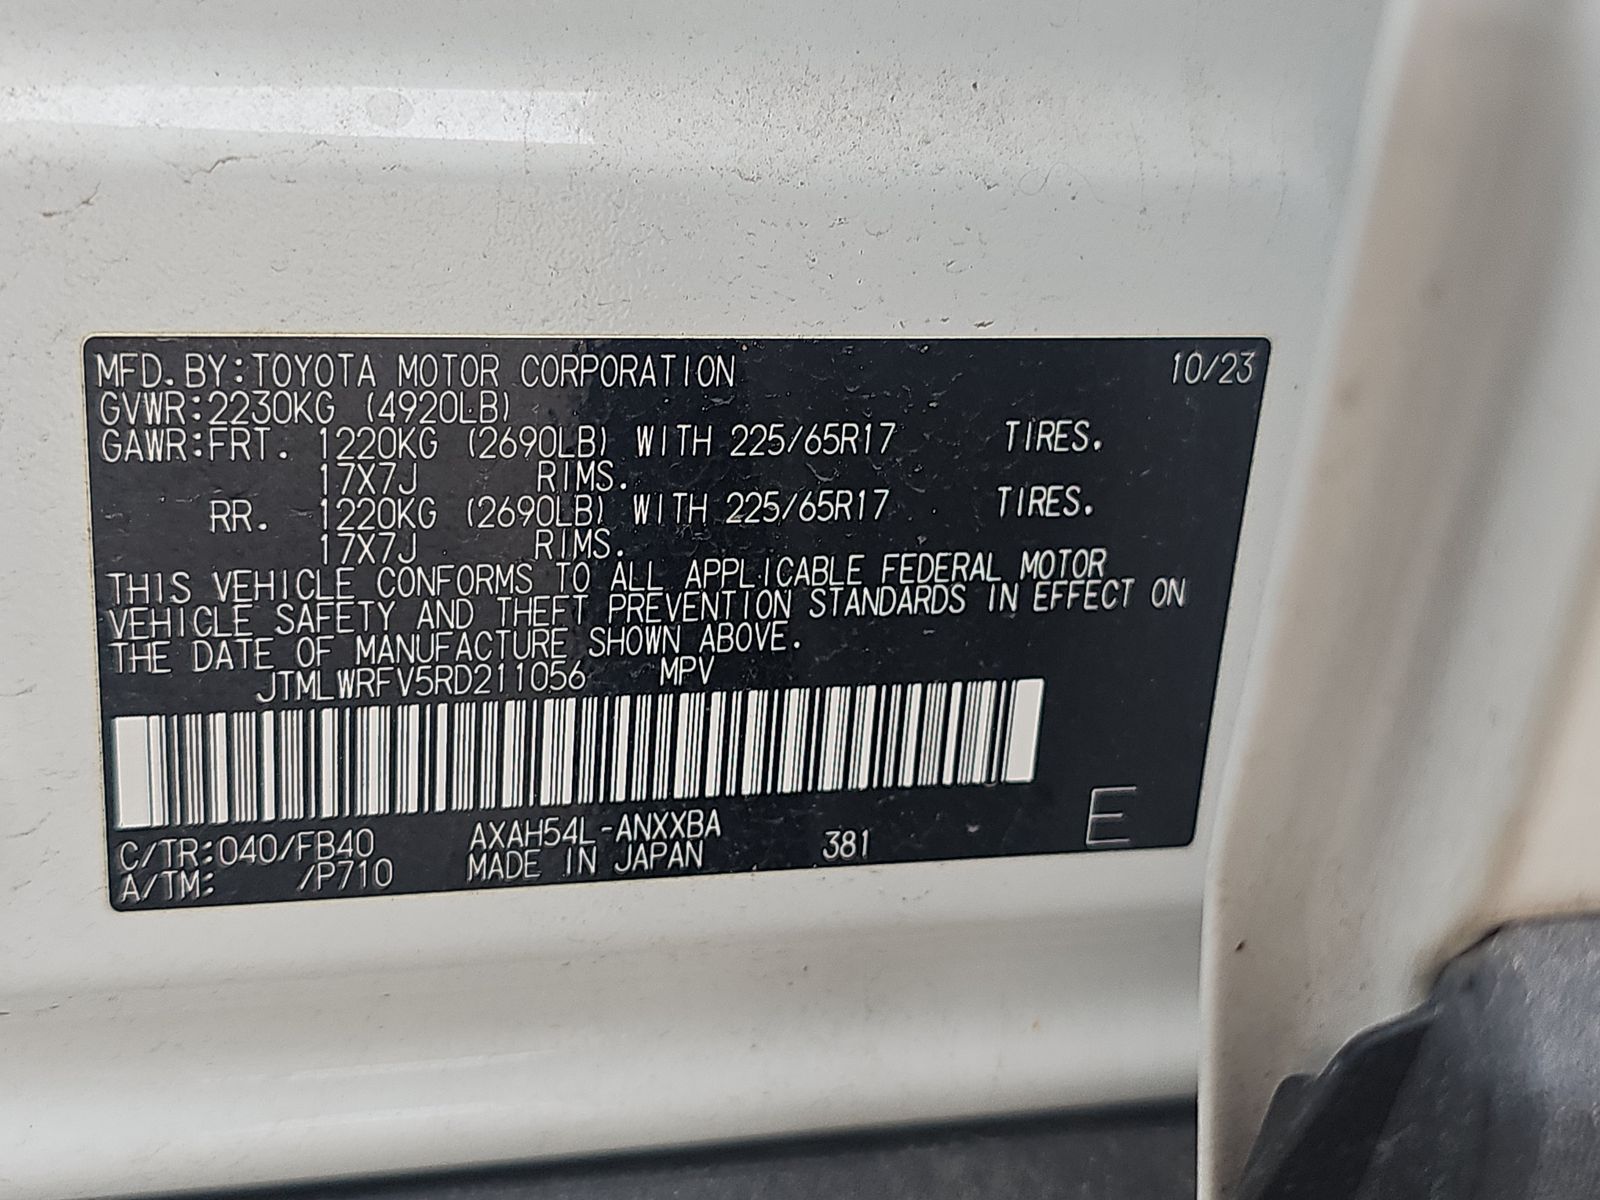 MFD.BY:TOYOTA MOTOR CORPORATION 10/23
GVWR:2230KG (4920LB)
GAWR:FRT. 1220KG (2690LB) WITH 225/65R17 TIRES.
17X7J RIMS.
RR. 1220KG (2690LB) WITH 225/65R17 TIRES.
17X7J RIMS.
THIS VEHICLE CONFORMS TO ALL APPLICABLE FEDERAL MOTOR
VEHICLE SAFETY AND THEFT PREVENTION STANDARDS IN EFFECT ON
THE DATE OF MANUFACTURE SHOWN ABOVE.
JTMLWRFV5RD211056 MPV
C/TR:040/FB40 AXAH54L-ANXXBA 381 E
A/TM: /P710 MADE IN JAPAN